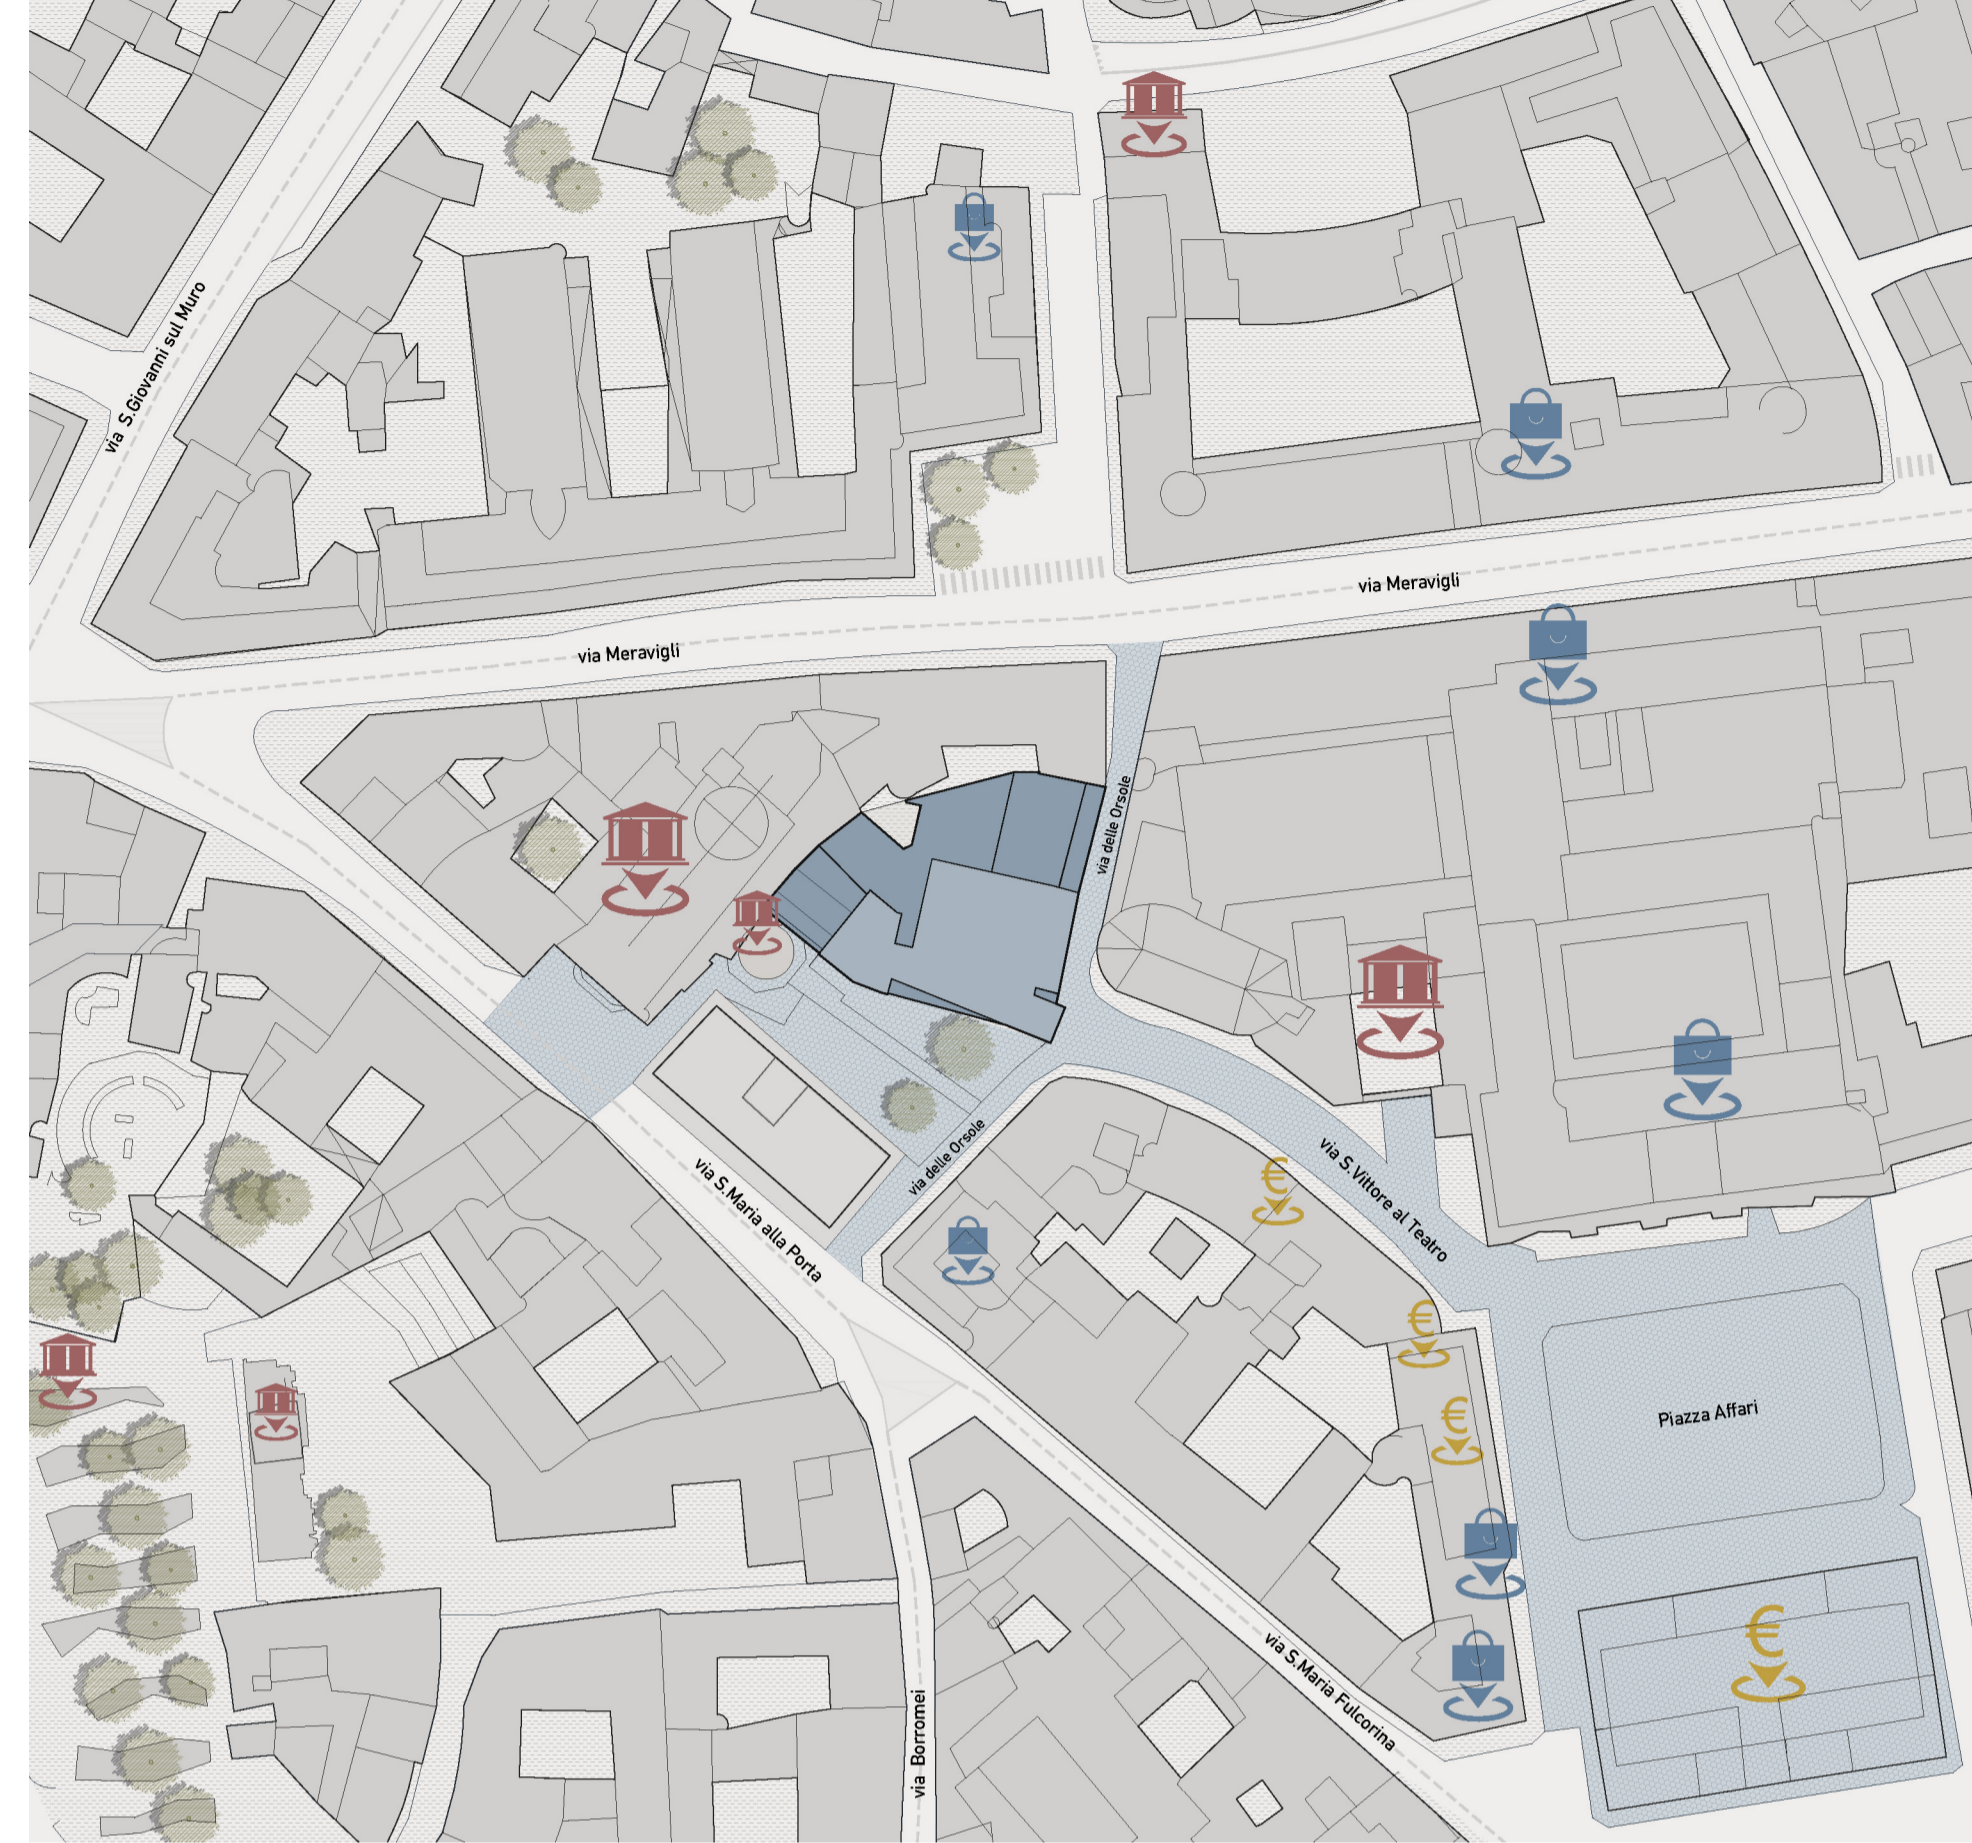 via S.Giovanni sul Muro
via Meravigli
via Meravigli
via delle Orsole
via delle Orsole
via S.Vittore al Teatro
via S.Maria alla Porta
€
€
€
Piazza Affari
€
via S.Maria Fulcorina
via Borromei